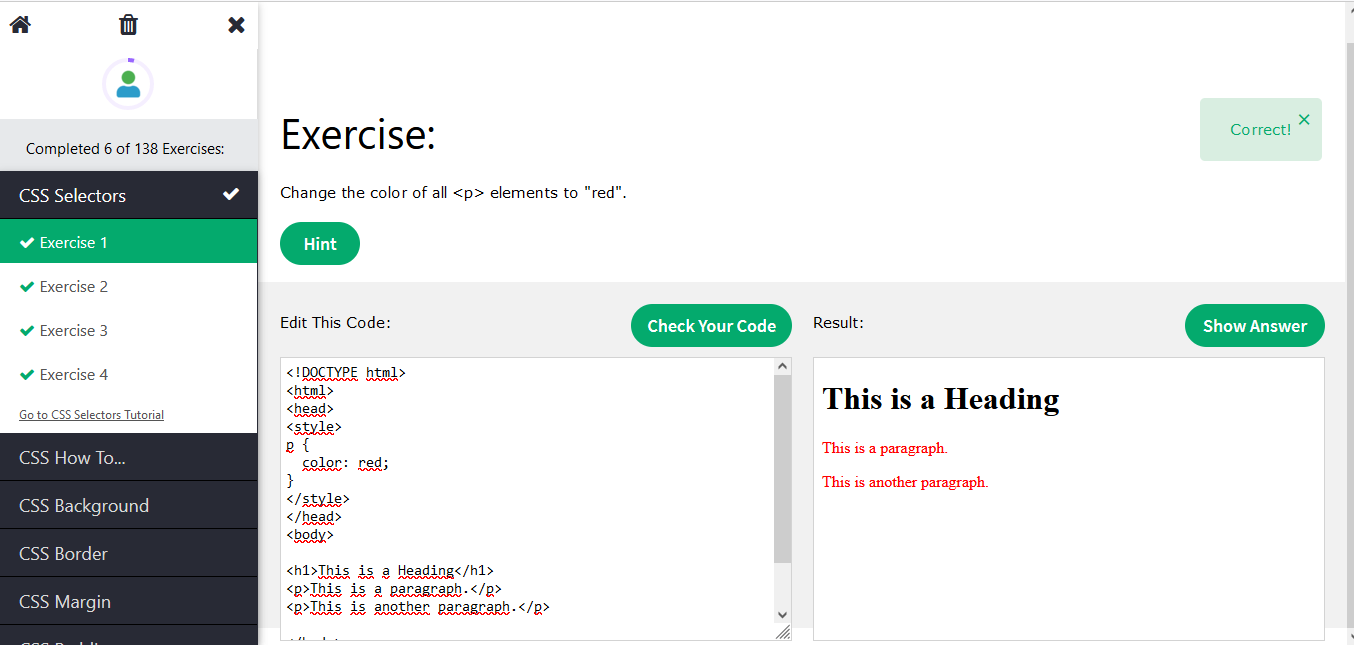 Completed 6 of 138 Exercises:
CSS Selectors
Exercise 1
Exercise 2
Exercise 3
Exercise 4
Go to CSS Selectors Tutorial
CSS How To...
CSS Background
CSS Border
CSS Margin
Exercise:
Correct!
Change the color of all <p> elements to "red".
Hint
Edit This Code:
Check Your Code
<!DOCTYPE html>
<html>
<head>
<style>
p {
  color: red;
}
</style>
</head>
<body>
<h1>This is a Heading</h1>
<p>This is a paragraph.</p>
<p>This is another paragraph.</p>
Result:
Show Answer
This is a Heading
This is a paragraph.
This is another paragraph.